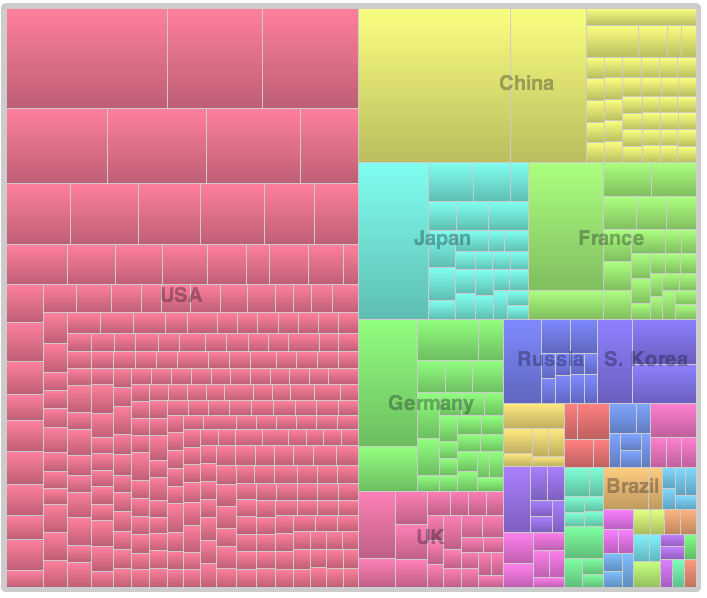 China
Japan
France
USA
Russia
S. Korea
Germany
Brazil
UK